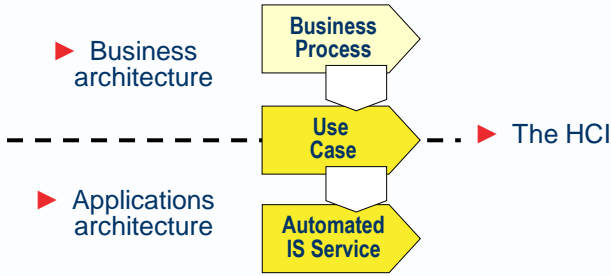 Business
Process
Business
architecture
Use
Case
The HCI
Applications
architecture
Automated
IS Service